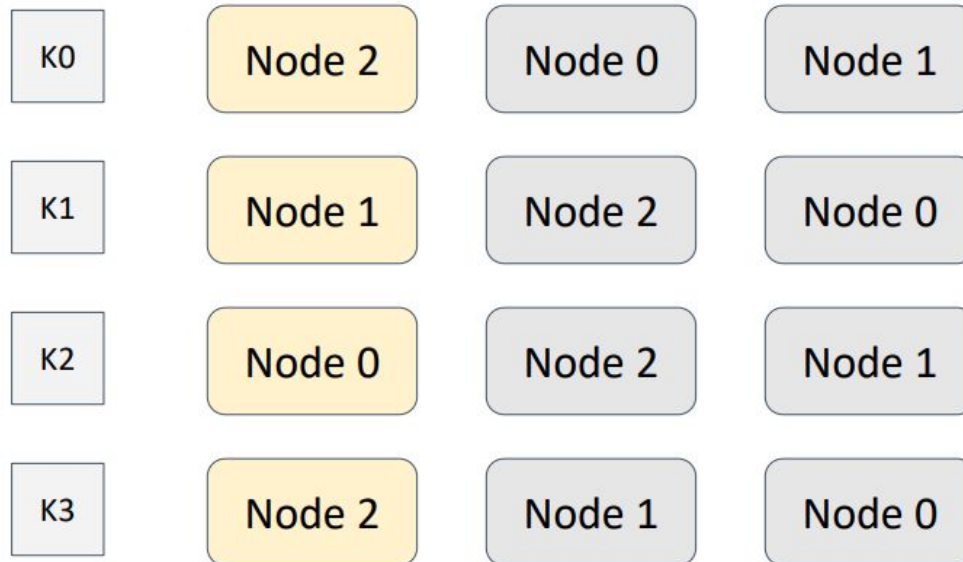 K0 Node 2 Node 0 Node 1
K1 Node 1 Node 2 Node 0
K2 Node 0 Node 2 Node 1
K3 Node 2 Node 1 Node 0